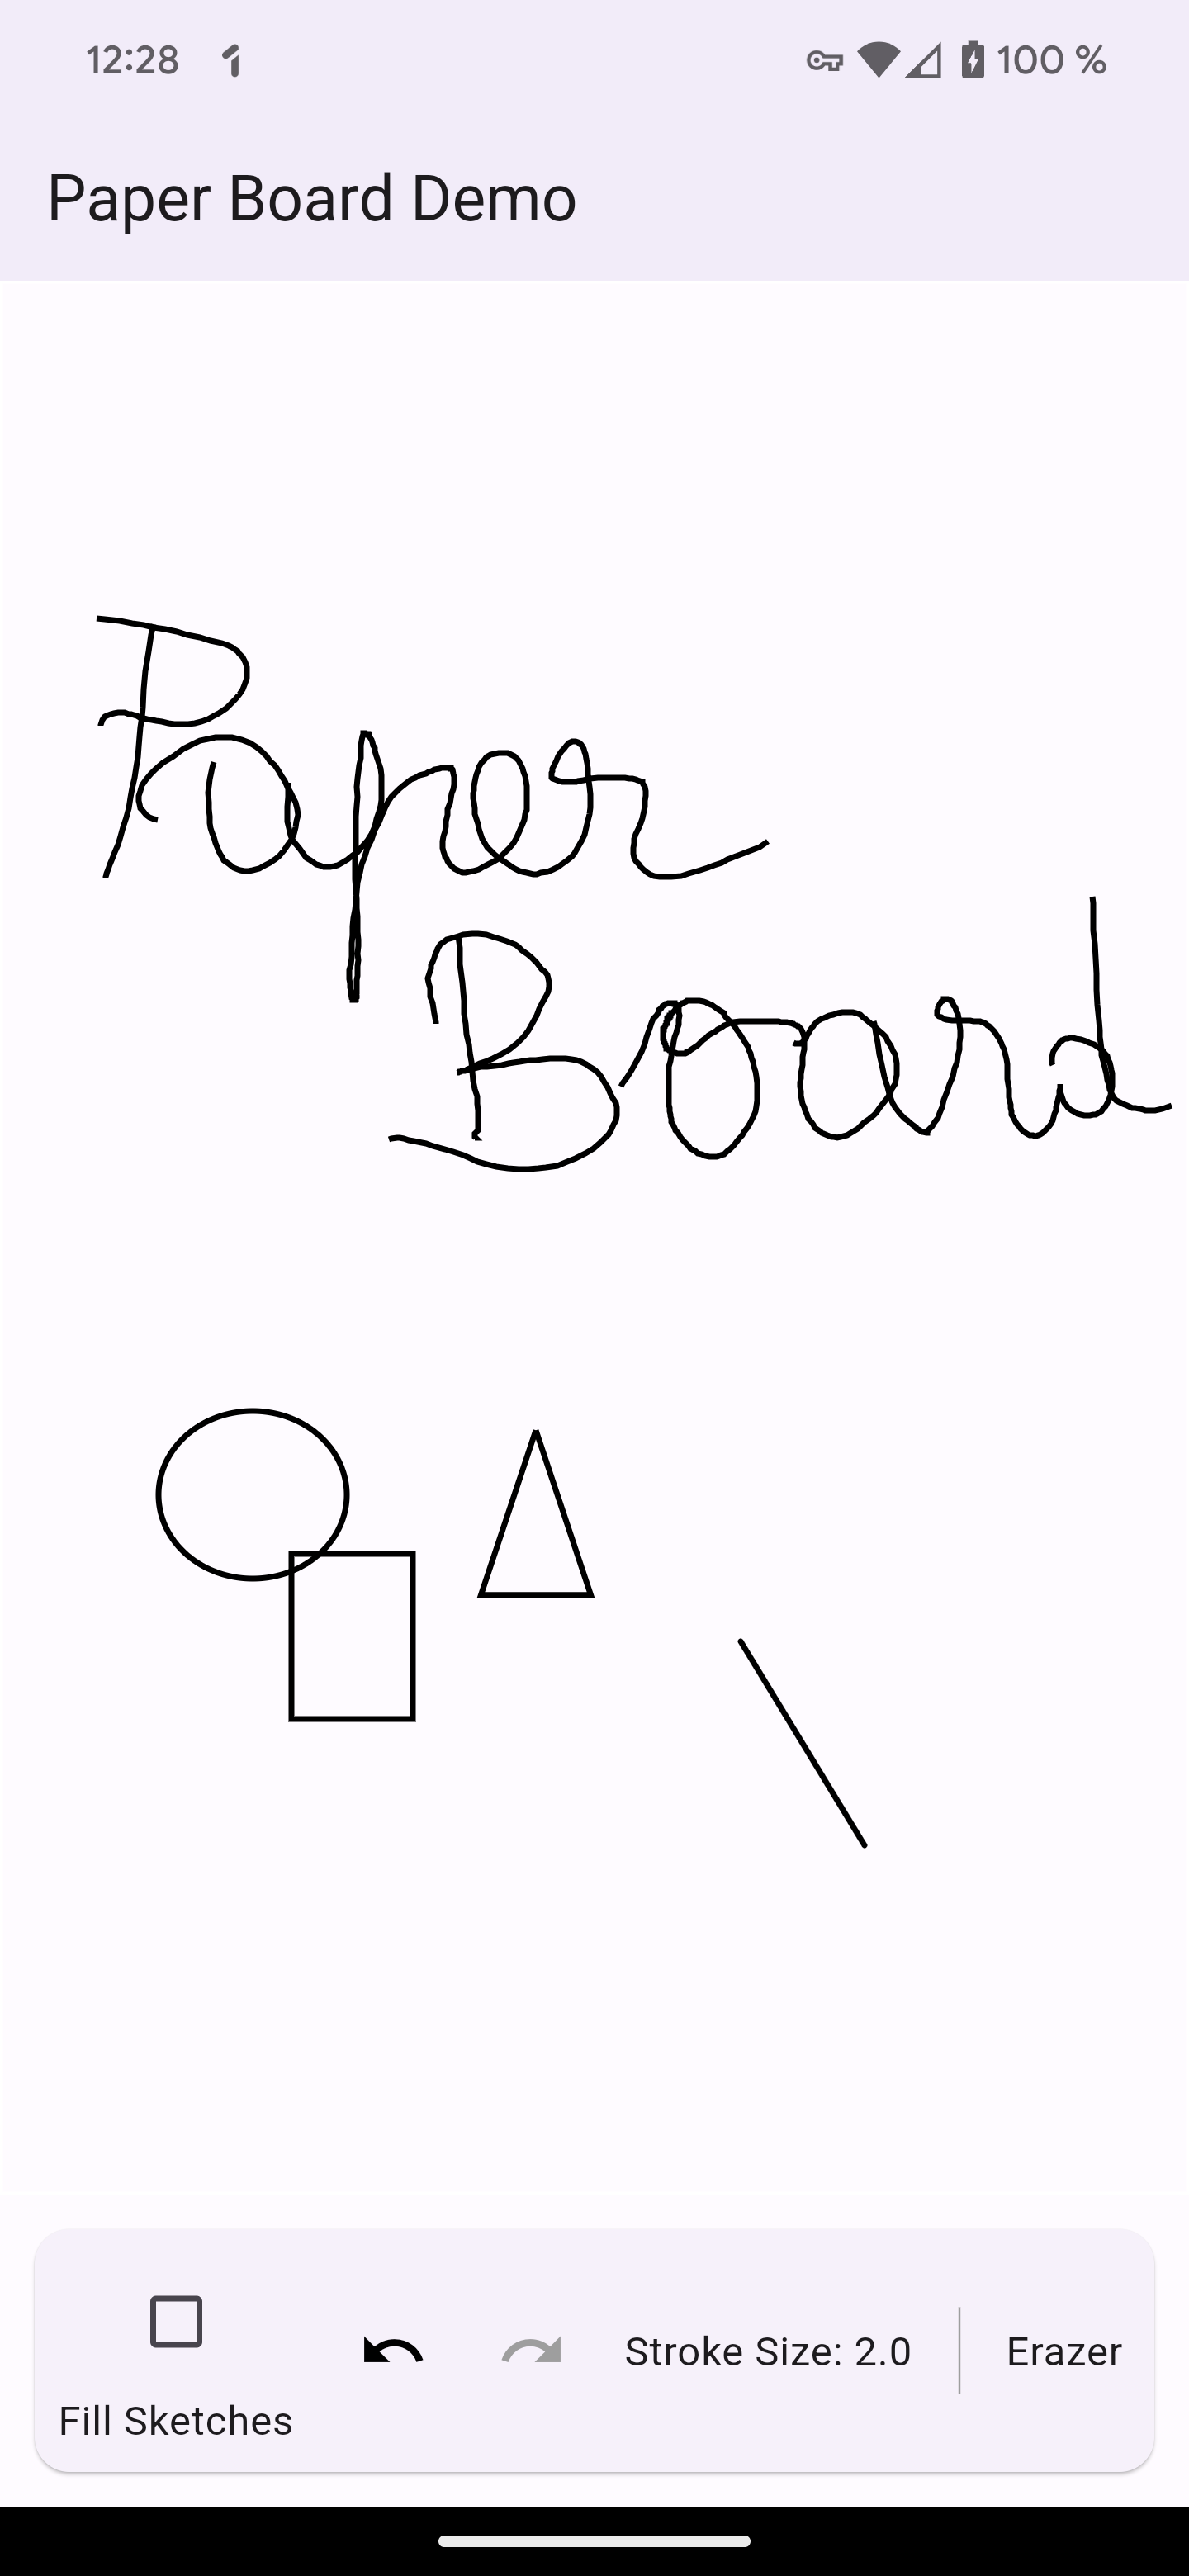 12:28
100 %
Paper Board Demo
Paper
Board
Stroke Size: 2.0
Erazer
Fill Sketches